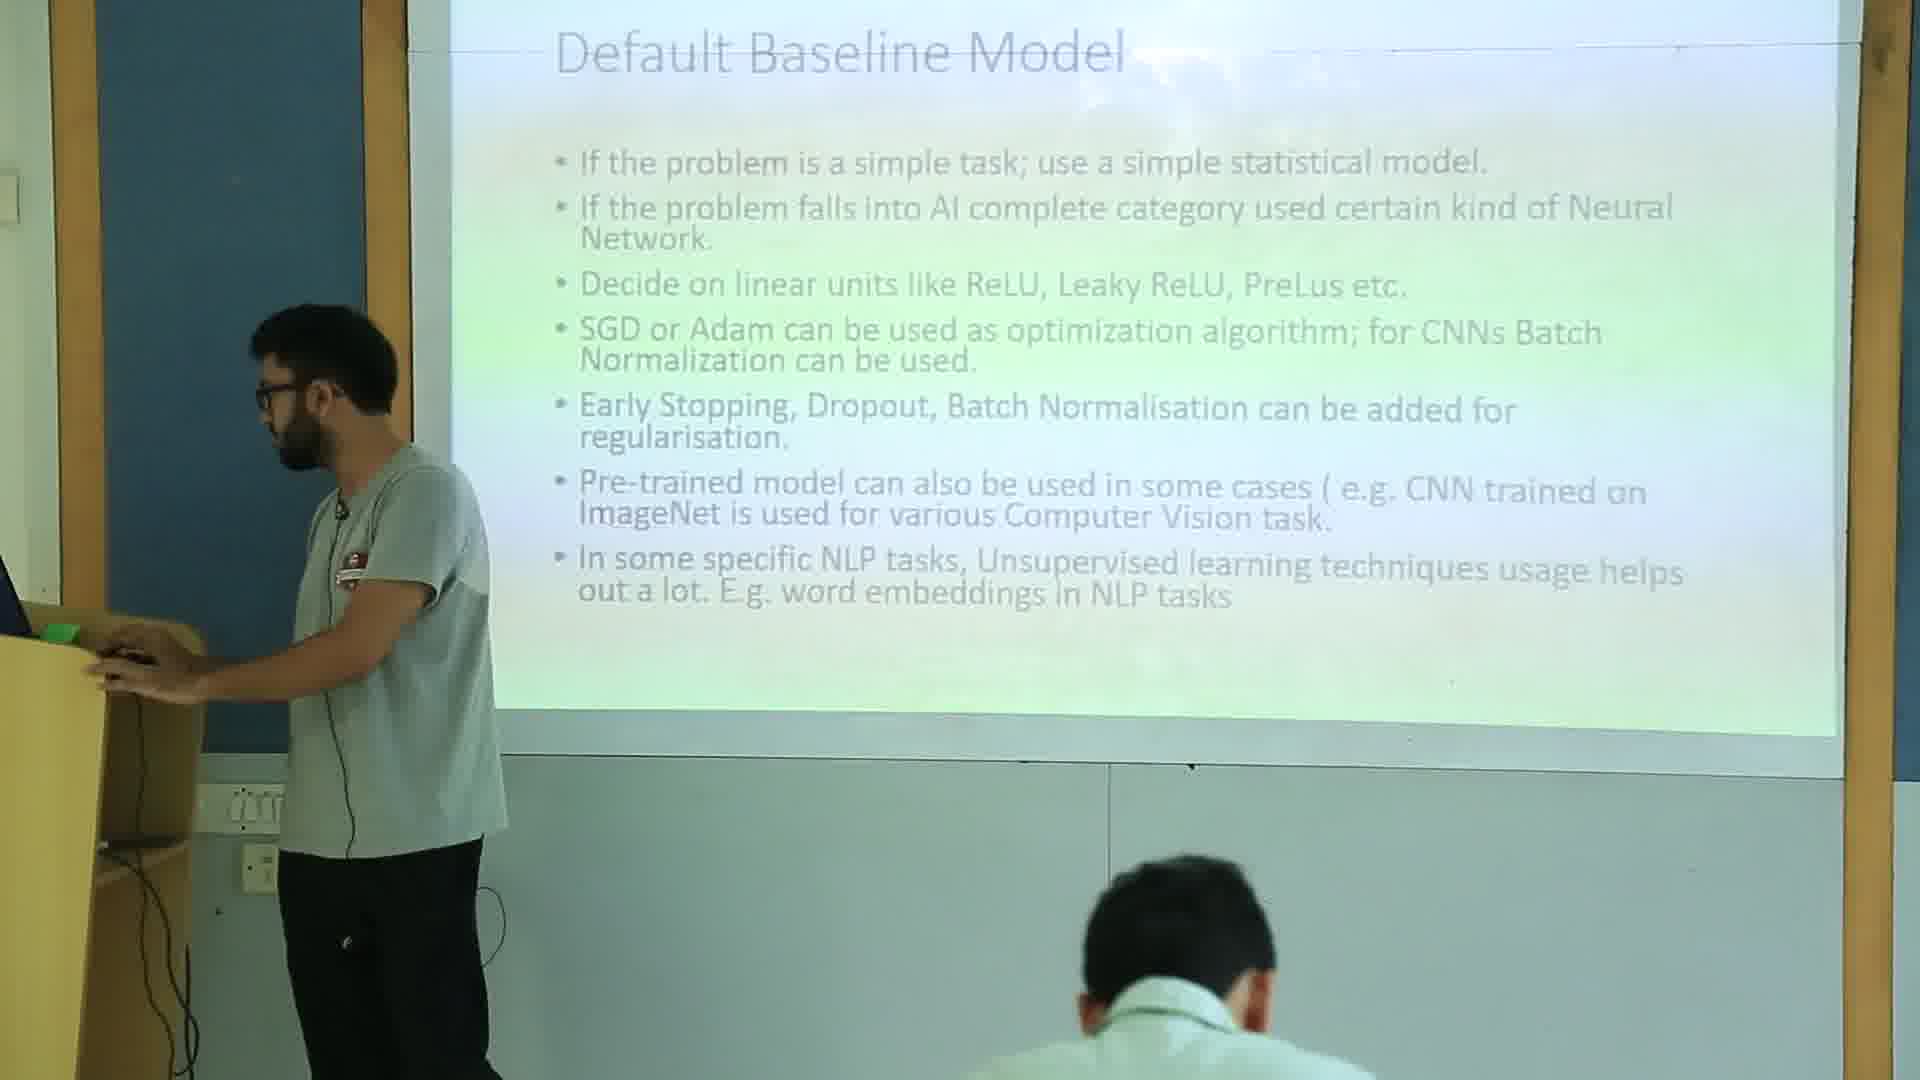 Default Baseline Model
• If the problem is a simple task; use a simple statistical model.
• If the problem falls into AI complete category used certain kind of Neural
Network.
• Decide on linear units like ReLU, Leaky ReLU, PreLus etc.
• SGD or Adam can be used as optimization algorithm; for CNNs Batch
Normalization can be used.
• Early Stopping, Dropout, Batch Normalisation can be added for
regularisation.
• Pre-trained model can also be used in some cases ( e.g. CNN trained on
ImageNet is used for various Computer Vision task.
• In some specific NLP tasks, Unsupervised learning techniques usage helps
out a lot. E.g. word embeddings in NLP tasks